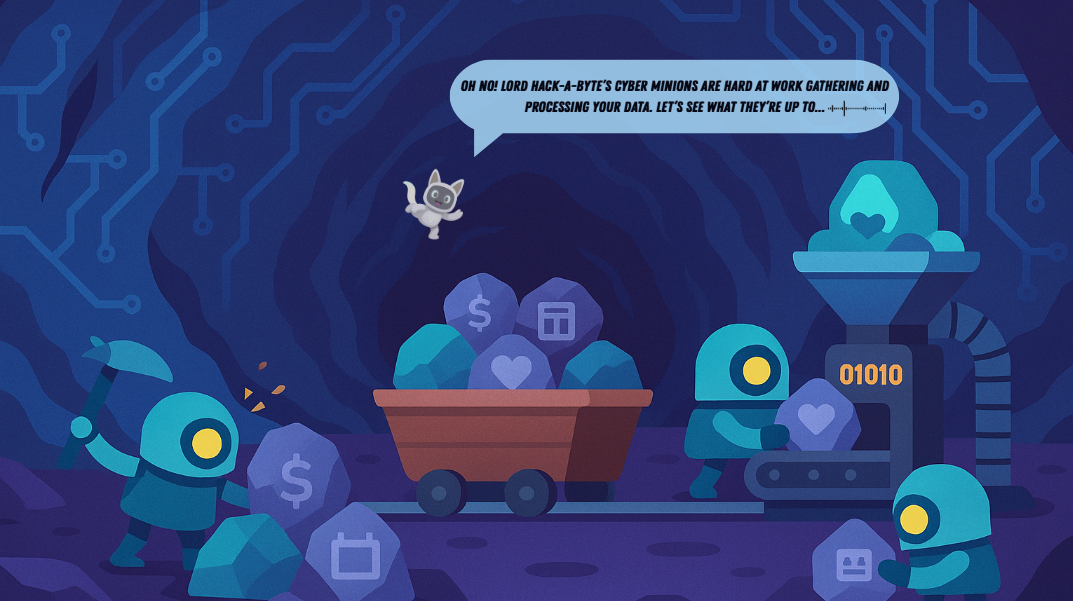 OH NO! LORD HACK-A-BYTE'S CYBER MINIONS ARE HARD AT WORK GATHERING AND
PROCESSING YOUR DATA. LET'S SEE WHAT THEY'RE UP TO...
$
01010
$